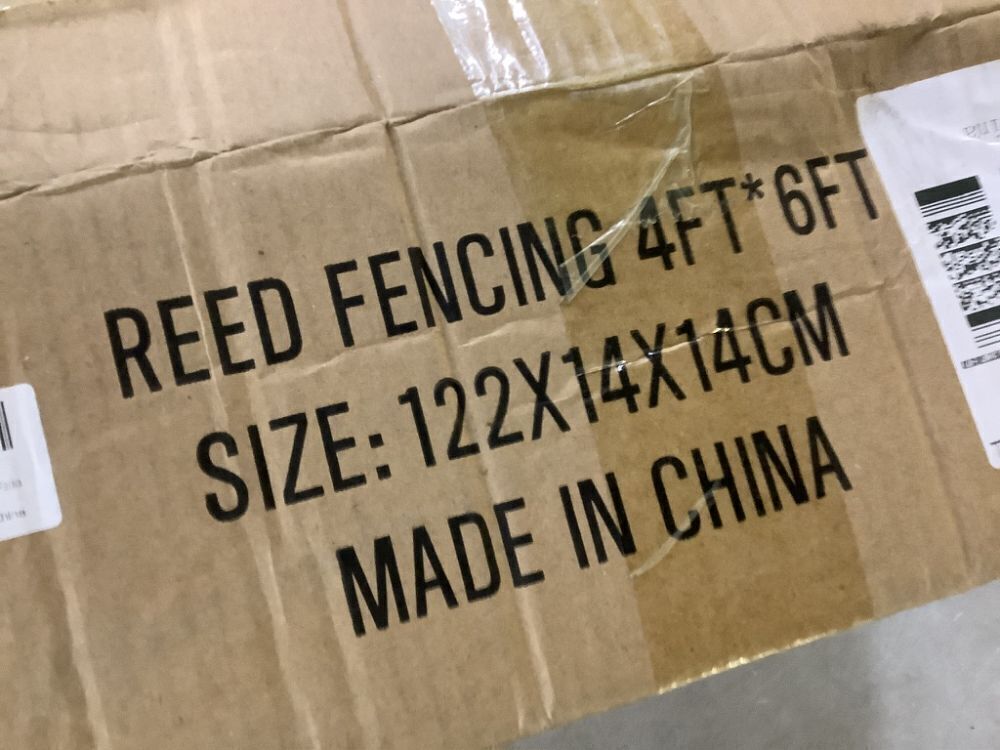 REED FENCING 4FT*6FT
SIZE: 122X14X14CM
MADE IN CHINA